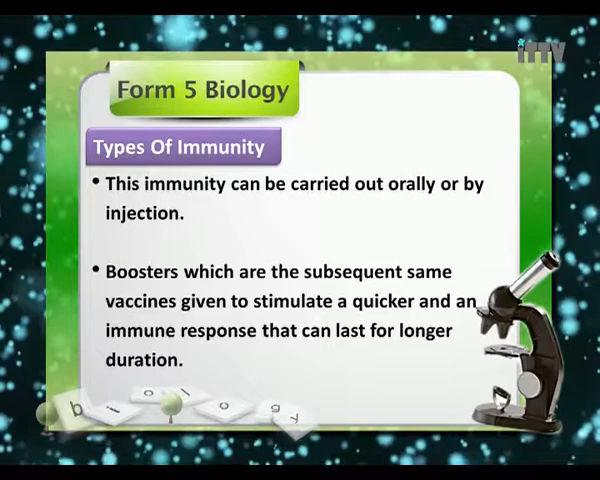 iTTV
Form 5 Biology
Types Of Immunity
• This immunity can be carried out orally or by
injection.
• Boosters which are the subsequent same
vaccines given to stimulate a quicker and an
immune response that can last for longer
duration.
b i o l o g y